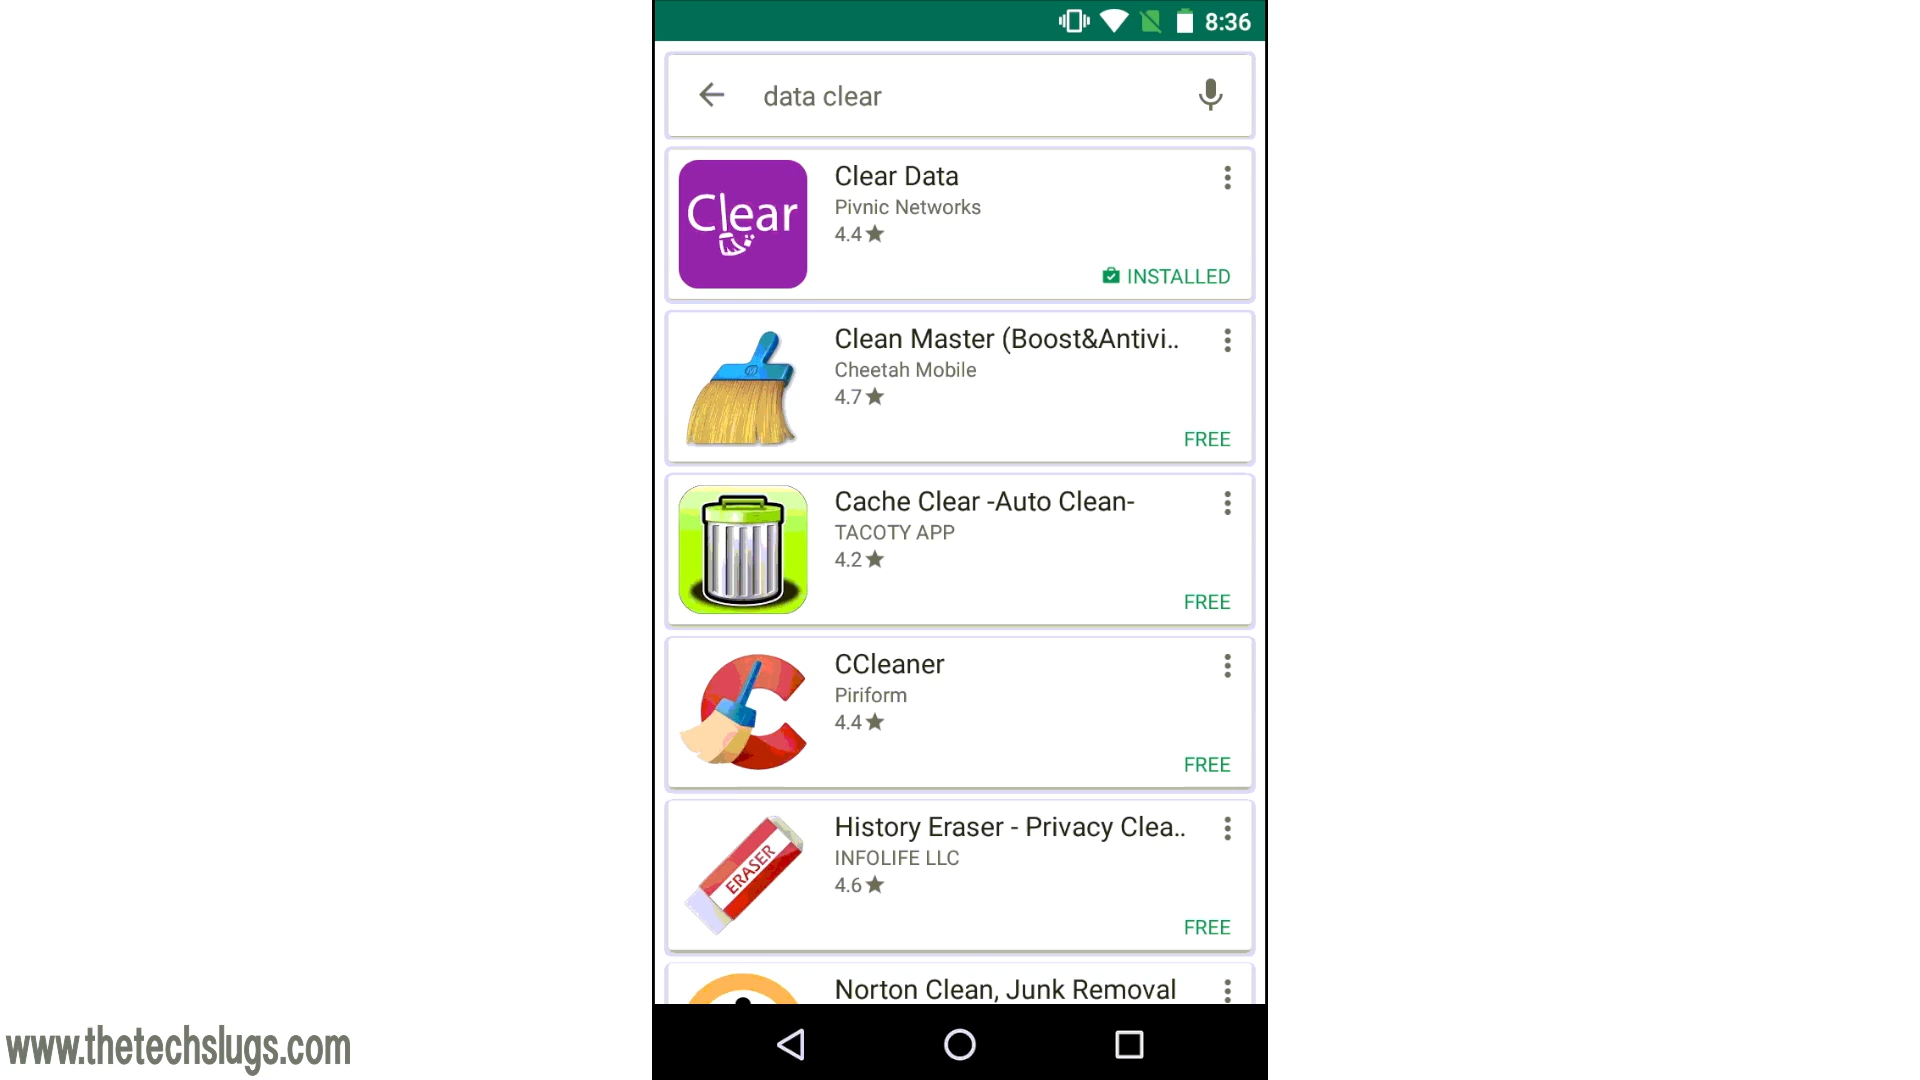 8:36
data clear
Clear
Clear Data
Pivnic Networks
4.4★
INSTALLED
Clean Master (Boost&Antivi..
Cheetah Mobile
4.7★
FREE
Cache Clear -Auto Clean-
TACOTY APP
4.2★
FREE
CCleaner
Piriform
4.4★
FREE
ERASER
History Eraser - Privacy Clea..
INFOLIFE LLC
4.6★
FREE
Norton Clean, Junk Removal
www.thetechslugs.com